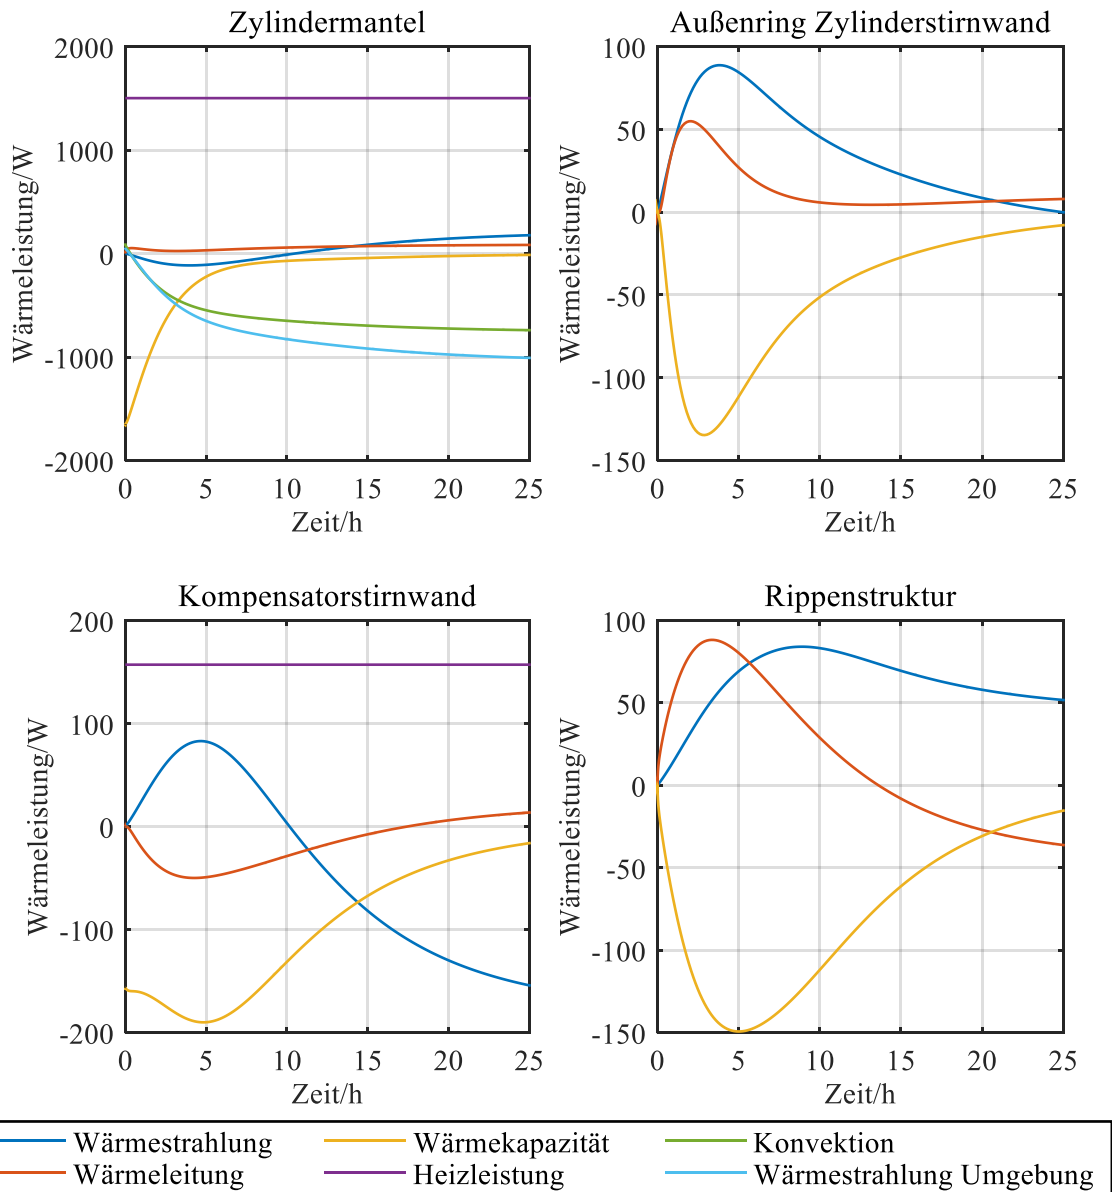 Zylindermantel
2000
1000
0
-1000
-2000
Wärmeleistung/W
0 5 10 15 20 25
Zeit/h
Außenring Zylinderstirnwand
100
50
0
-50
-100
-150
Wärmeleistung/W
0 5 10 15 20 25
Zeit/h
Kompensatorstirnwand
200
100
0
-100
-200
Wärmeleistung/W
0 5 10 15 20 25
Zeit/h
Rippenstruktur
100
50
0
-50
-100
-150
Wärmeleistung/W
0 5 10 15 20 25
Zeit/h
Wärmestrahlung Wärmekapazität Konvektion
Wärmeleitung Heizleistung Wärmestrahlung Umgebung